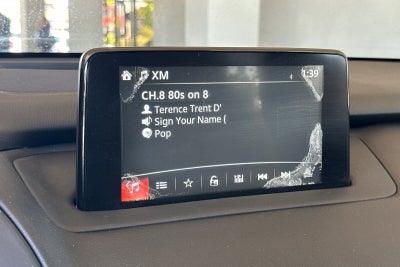 XM
1:39
CH.8 80s on 8
Terence Trent D'
Sign Your Name (
Pop